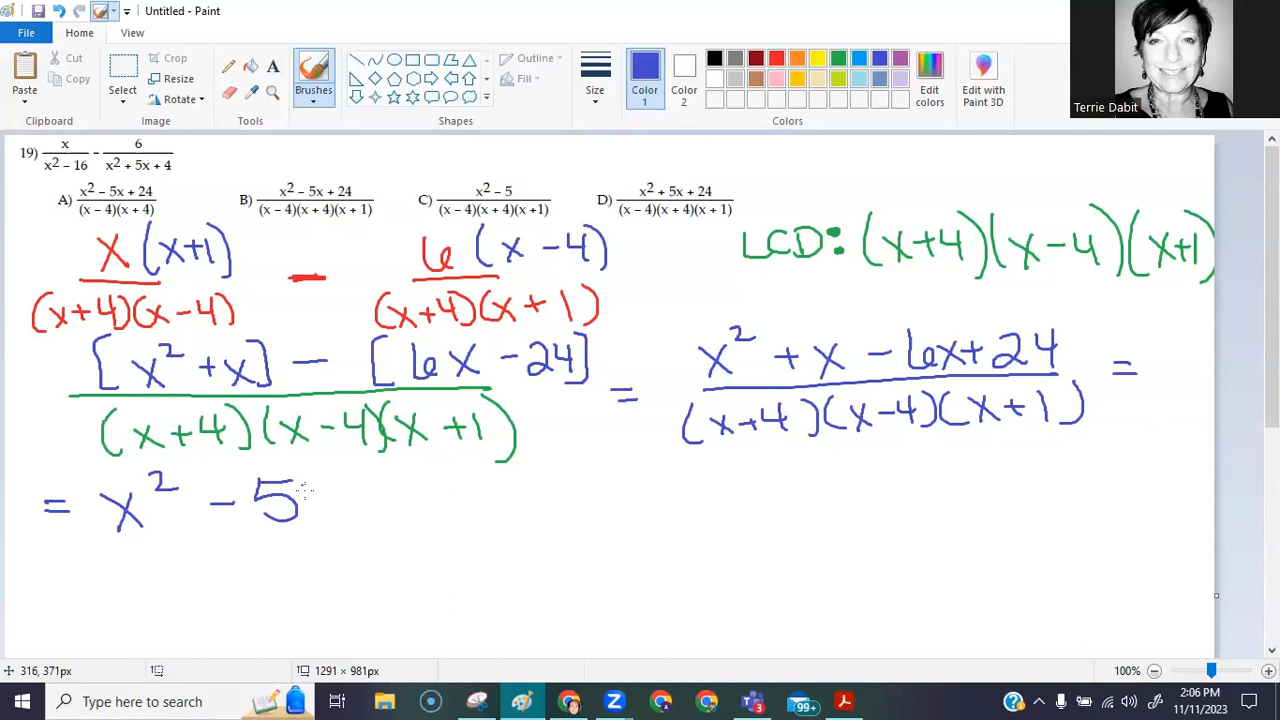 Untitled - Paint
File Home View
Paste Cut Copy Clipboard
Select Crop Resize Rotate Image
Tools
Brushes
Outline Fill Shapes
Size
Color 1 Color 2 Edit colors Colors
Edit with Paint 3D
Terrie Dabit
19) x/(x² − 16) − 6/(x² + 5x + 4)
A) (x² − 5x + 24)/((x − 4)(x + 4)) B) (x² − 5x + 24)/((x − 4)(x + 4)(x + 1)) C) (x² − 5)/((x − 4)(x + 4)(x+1)) D) (x² + 5x + 24)/((x − 4)(x + 4)(x + 1))
LCD: (x+4)(x−4)(x+1)
x (x+1) − 6 (x −4)
(x+4)(x−4) (x+4)(x+1)
[x² + x] − [6x −24] = x² + x − 6x+24 =
(x+4)(x−4)(x+1) (x+4)(x−4)(x+1)
= x² − 5
316, 371px 1291 × 981px 100%
Type here to search
99+
3
2:06 PM
11/11/2023